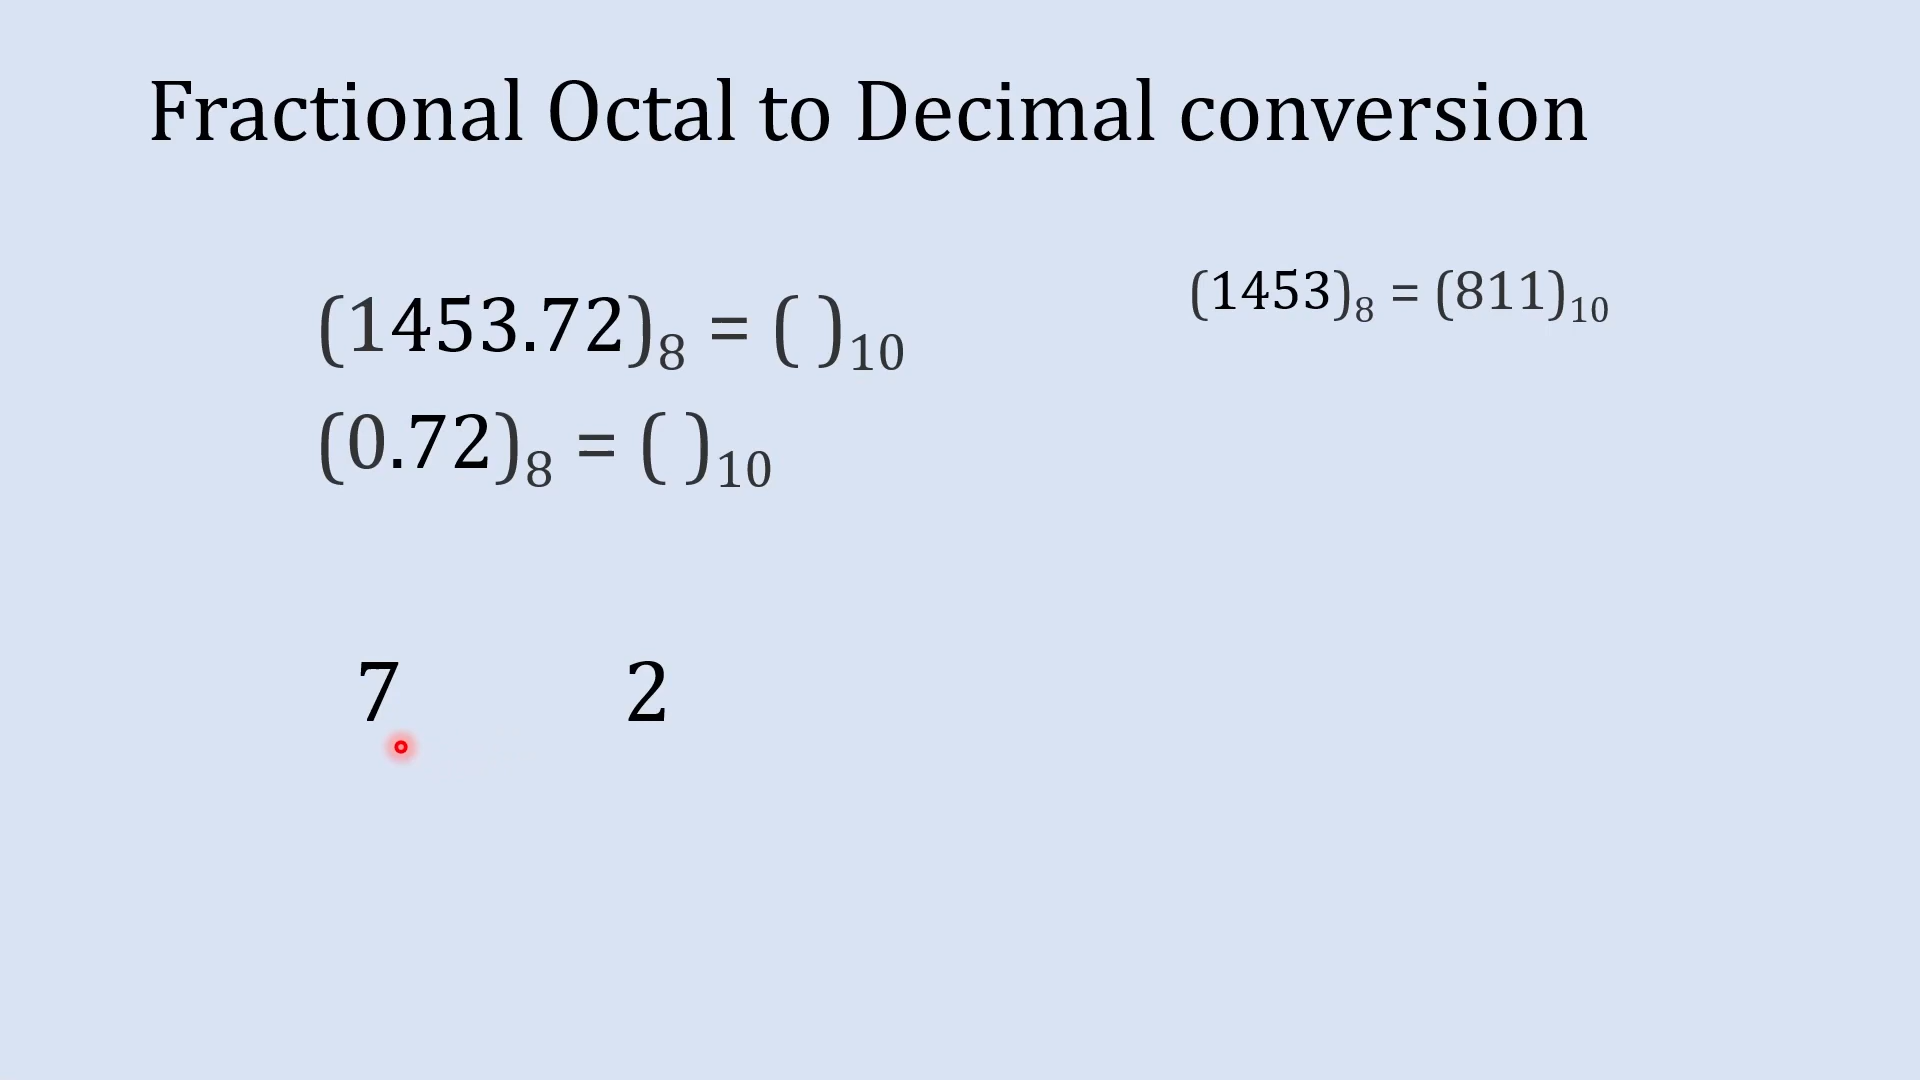 Fractional Octal to Decimal conversion
(1453.72)₈ = ( )₁₀
(1453)₈ = (811)₁₀
(0.72)₈ = ( )₁₀
7 2